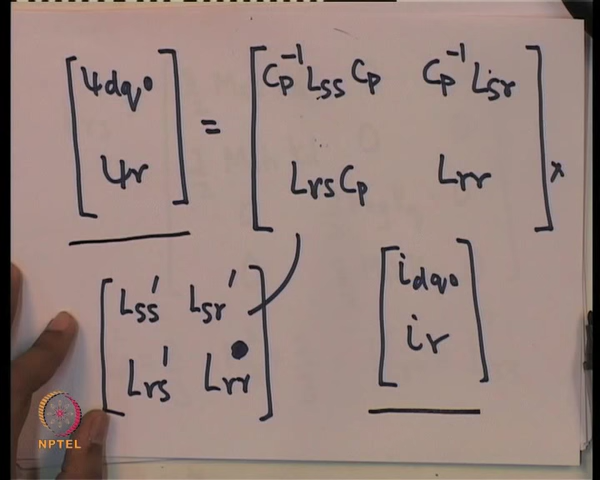 [ψdq0] = [Cp⁻¹ Lss Cp Cp⁻¹ Lsr
ψr] Lrs Cp Lrr] ×
[Lss' Lsr'
Lrs' Lrr]
[idq0
ir]
NPTEL